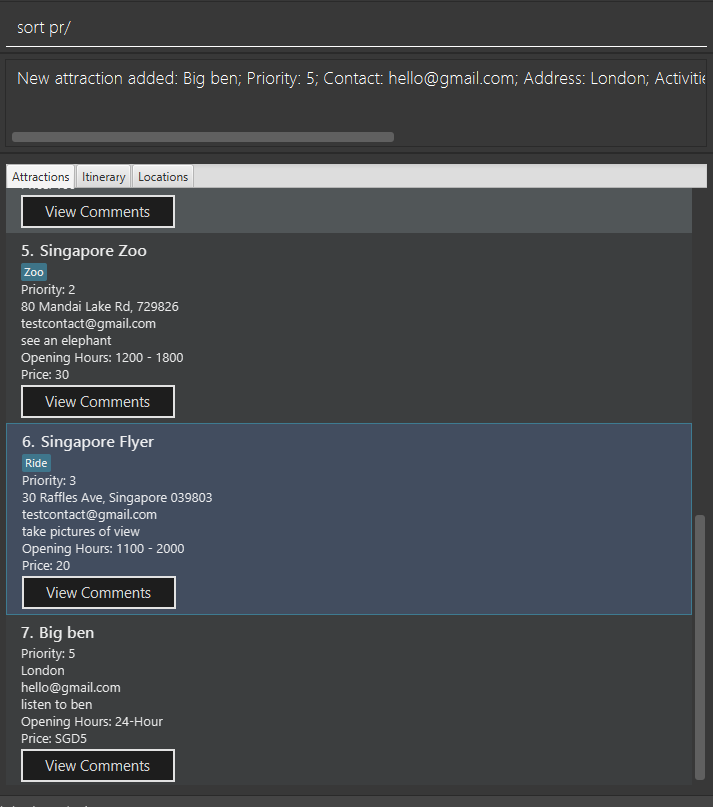 sort pr/
New attraction added: Big ben; Priority: 5; Contact: hello@gmail.com; Address: London; Activitie
Attractions
Itinerary
Locations
View Comments
5. Singapore Zoo
Zoo
Priority: 2
80 Mandai Lake Rd, 729826
testcontact@gmail.com
see an elephant
Opening Hours: 1200 - 1800
Price: 30
View Comments
6. Singapore Flyer
Ride
Priority: 3
30 Raffles Ave, Singapore 039803
testcontact@gmail.com
take pictures of view
Opening Hours: 1100 - 2000
Price: 20
View Comments
7. Big ben
Priority: 5
London
hello@gmail.com
listen to ben
Opening Hours: 24-Hour
Price: SGD5
View Comments